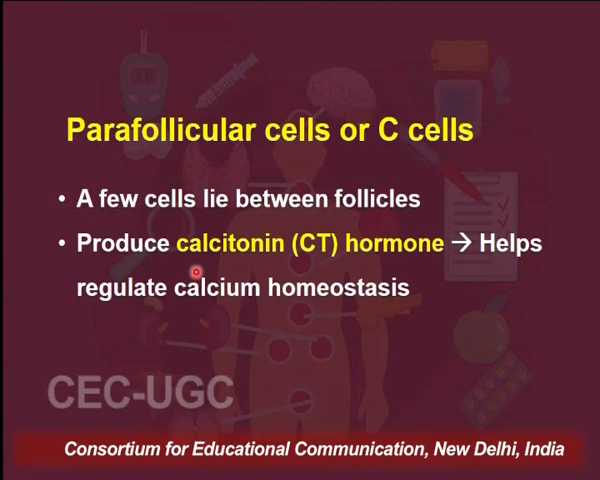 Parafollicular cells or C cells
• A few cells lie between follicles
• Produce calcitonin (CT) hormone → Helps
regulate calcium homeostasis
CEC-UGC
Consortium for Educational Communication, New Delhi, India